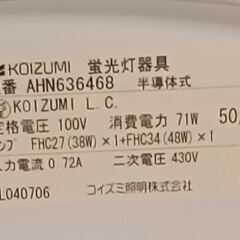 KOIZUMI 蛍光灯器具
番 AHN636468 半導体式
KOIZUMI L.C.
定格電圧 100V 消費電力 71W 50/
ンプ FHC27(38W)×1+FHC34(48W)×1
入力電流 0.72A 二次電圧 430V
L040706 コイズミ照明株式会社